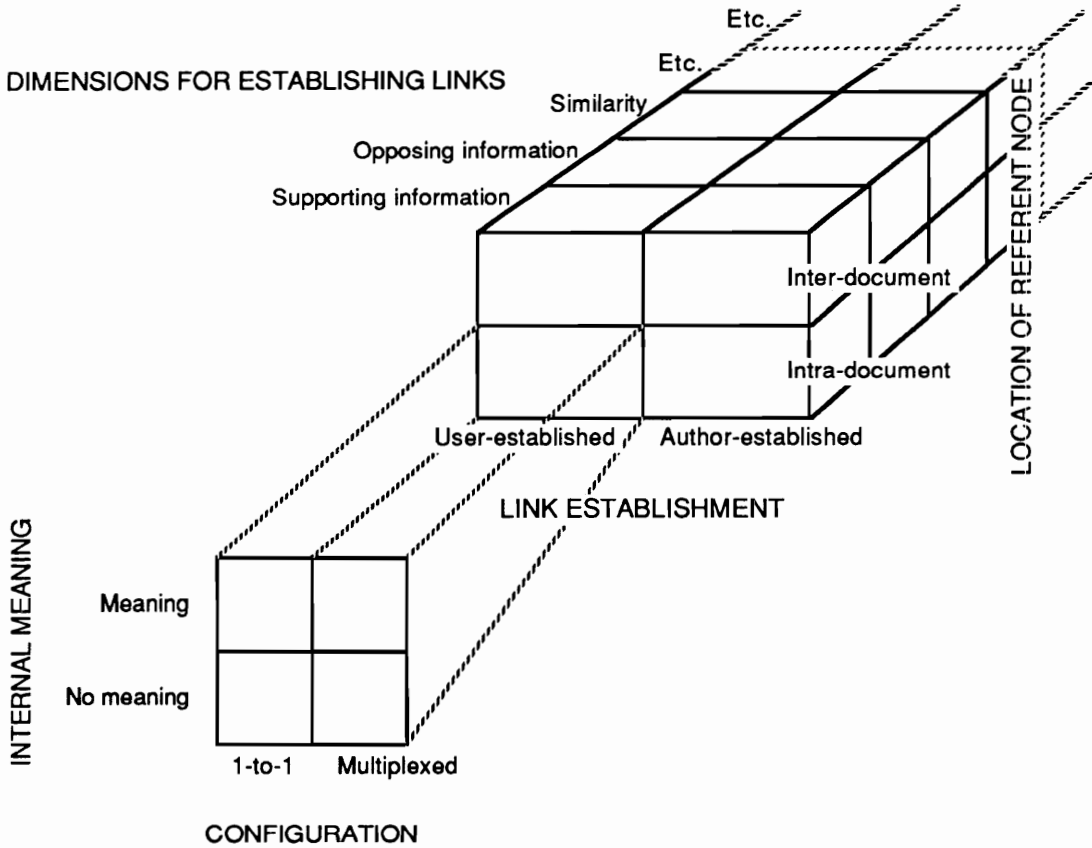 Etc.
Etc.
DIMENSIONS FOR ESTABLISHING LINKS
Similarity
Opposing information
Supporting information
LOCATION OF REFERENT NODE
Inter-document
Intra-document
User-established
Author-established
LINK ESTABLISHMENT
INTERNAL MEANING
Meaning
No meaning
1-to-1
Multiplexed
CONFIGURATION